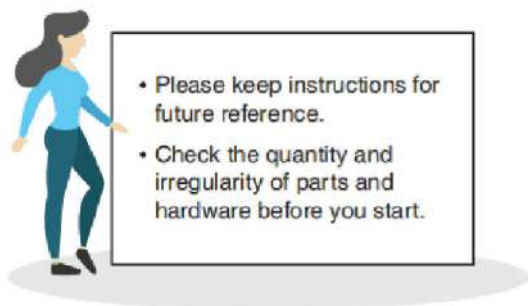 • Please keep instructions for
future reference.
• Check the quantity and
irregularity of parts and
hardware before you start.